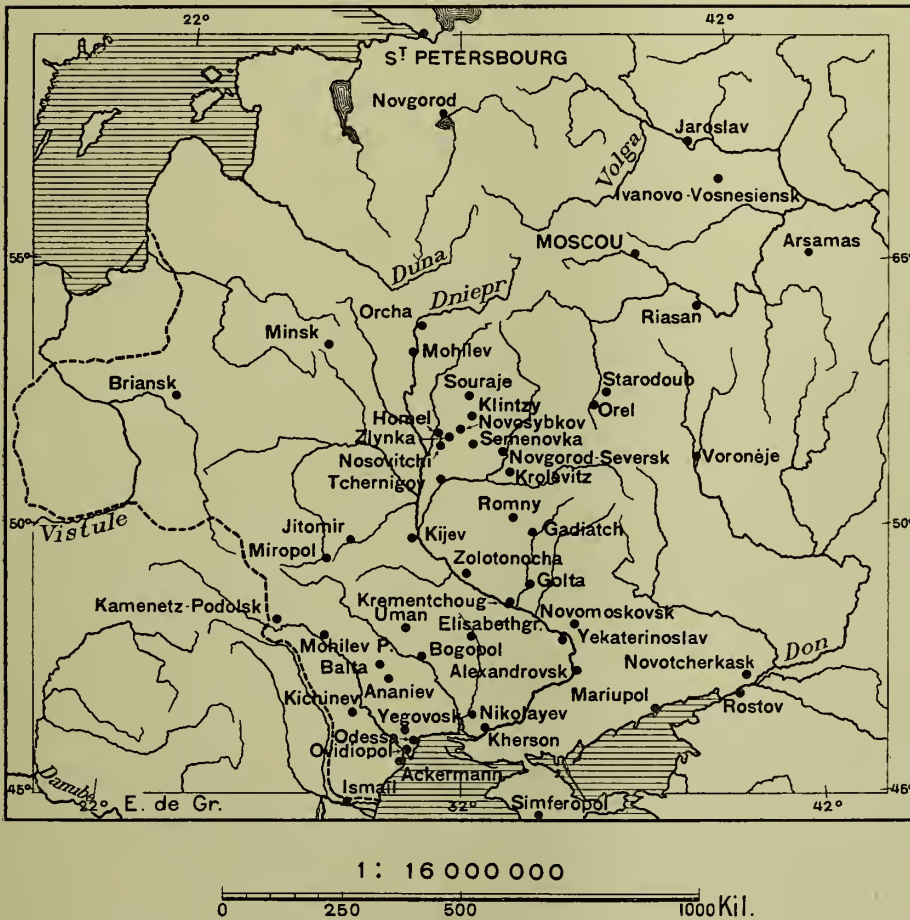 22° 42°
Sᵀ PETERSBOURG
Novgorod
Jaroslav
Volga
Ivanovo-Vosnesiensk
MOSCOU
Arsamas
55° 55°
Duna
Dniepr
Orcha
Riasan
Minsk
Mohilev
Briansk
Souraje
Starodoub
Klintzy
Orel
Homel
Novosybkov
Zlynka
Semenovka
Nosovitchi
Novgorod-Seversk
Voronėje
Tchernigov
Krolevitz
Romny
50° 50°
Vistule
Jitomir
Kijev
Gadiatch
Miropol
Zolotonocha
Golta
Kamenetz-Podolsk
Krementchoug
Novomoskovsk
Uman
Elisabethgr.
Yekaterinoslav
Mohilev P.
Bogopol
Don
Balta
Alexandrovsk
Novotcherkask
Ananiev
Mariupol
Kichinev
Nikolayev
Rostov
Yegovosk
Odessa
Kherson
Ovidiopol
Ackermann
Danube
Ismail
45° 45°
22° E. de Gr. 32° 42°
Simferopol
1: 16 000 000
0 250 500 1000 Kil.